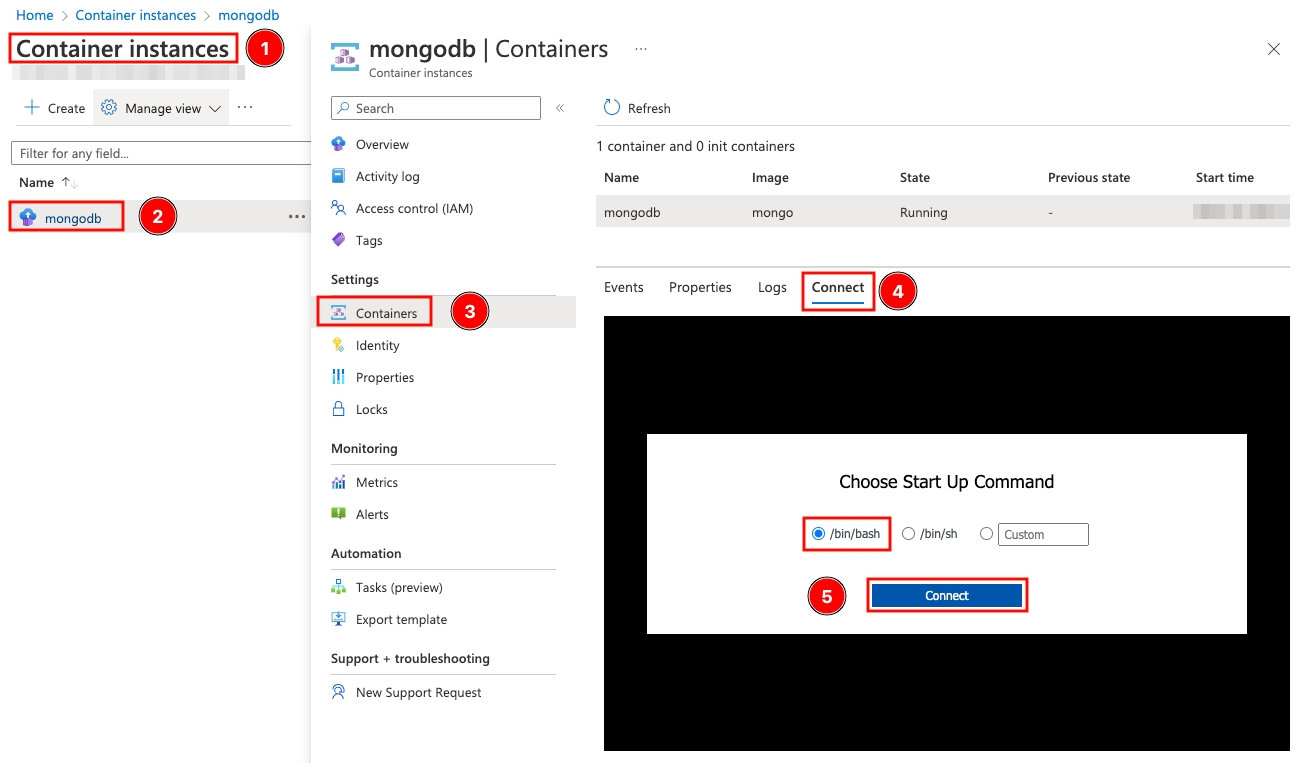 Home > Container instances > mongodb
Container instances
1
Create
Manage view
...
Filter for any field...
Name
mongodb
...
2
mongodb | Containers
...
Container instances
Search
«
Overview
Activity log
Access control (IAM)
Tags
Settings
Containers
3
Identity
Properties
Locks
Monitoring
Metrics
Alerts
Automation
Tasks (preview)
Export template
Support + troubleshooting
New Support Request
Refresh
1 container and 0 init containers
Name Image State Previous state Start time
mongodb mongo Running -
Events Properties Logs Connect
4
Choose Start Up Command
/bin/bash /bin/sh Custom
5
Connect